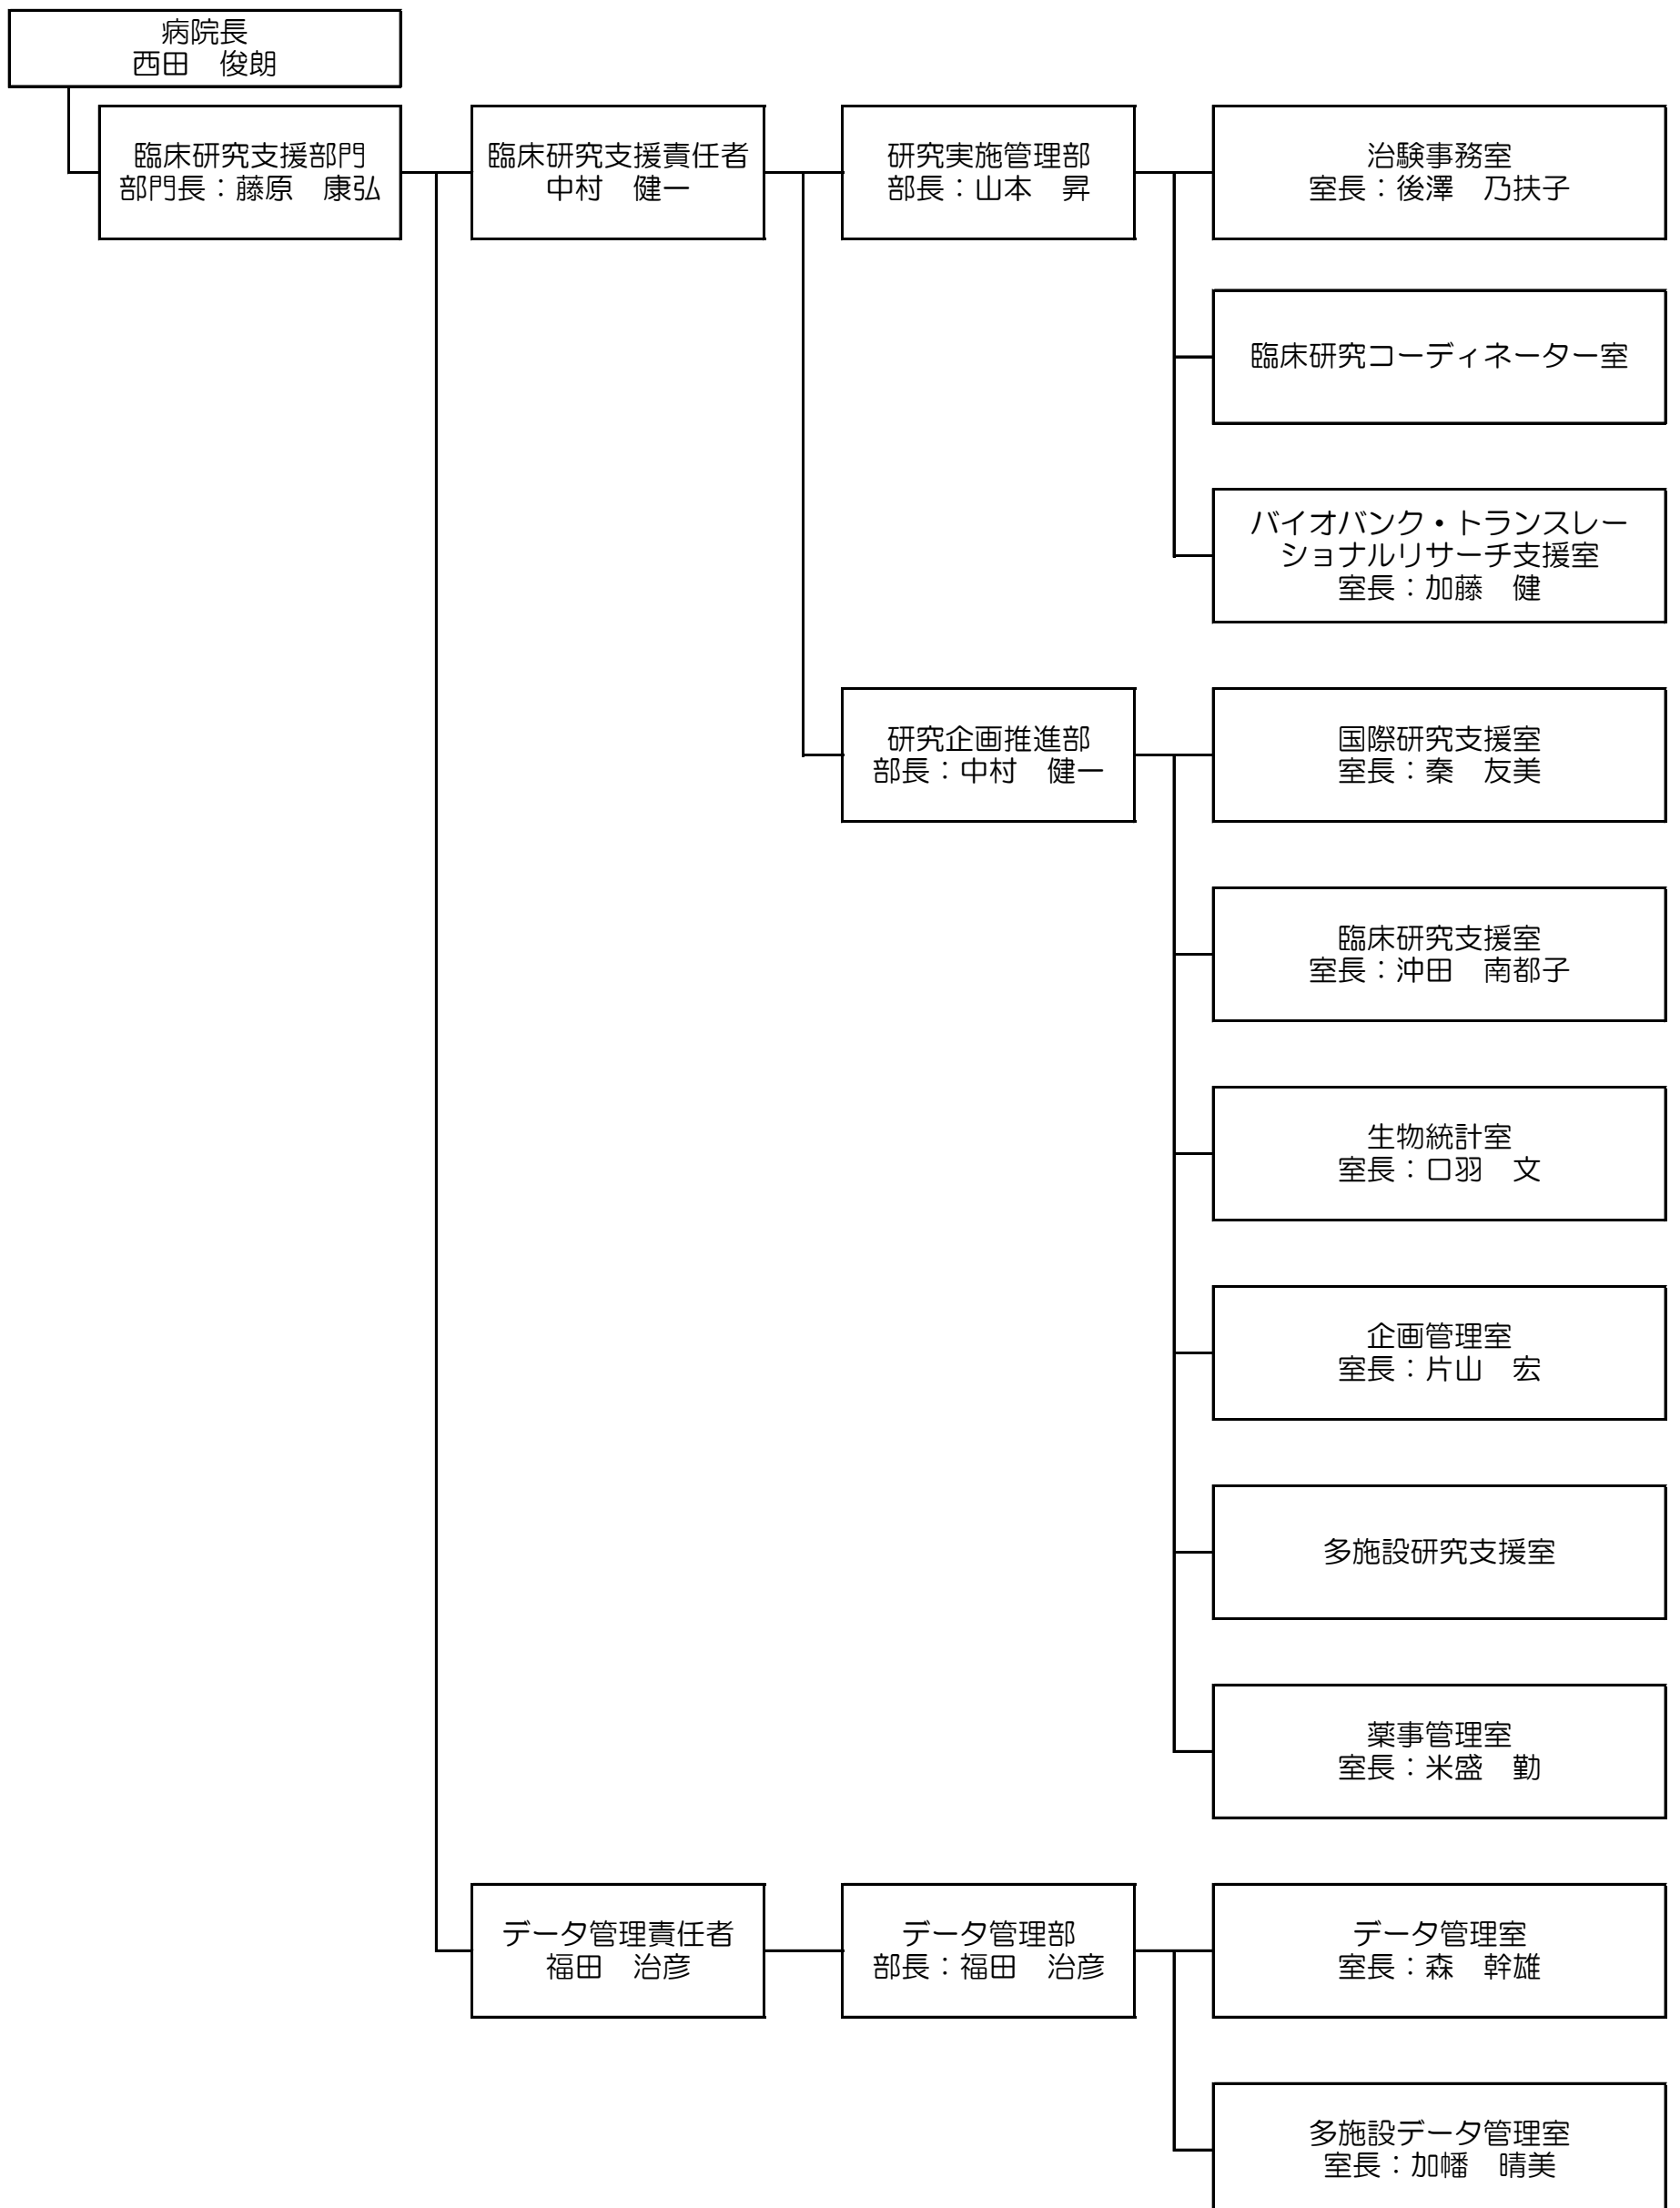 病院長
西田　俊朗
臨床研究支援部門
部門長：藤原　康弘
臨床研究支援責任者
中村　健一
研究実施管理部
部長：山本　昇
治験事務室
室長：後澤　乃扶子
臨床研究コーディネーター室
バイオバンク・トランスレー
ショナルリサーチ支援室
室長：加藤　健
研究企画推進部
部長：中村　健一
国際研究支援室
室長：秦　友美
臨床研究支援室
室長：沖田　南都子
生物統計室
室長：口羽　文
企画管理室
室長：片山　宏
多施設研究支援室
薬事管理室
室長：米盛　勤
データ管理責任者
福田　治彦
データ管理部
部長：福田　治彦
データ管理室
室長：森　幹雄
多施設データ管理室
室長：加幡　晴美